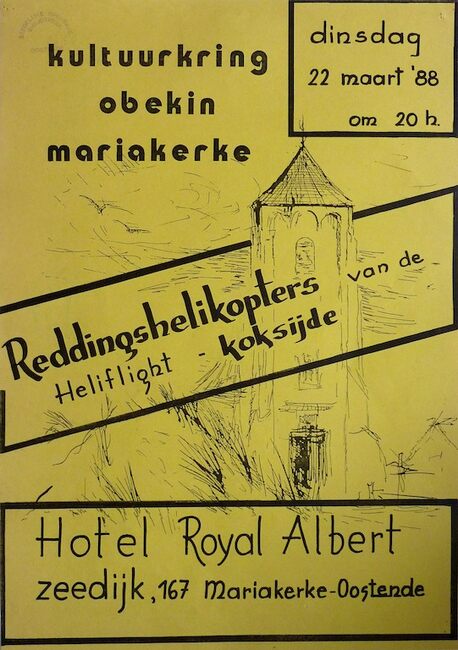 kultuurkring
obekin
mariakerke
dinsdag
22 maart '88
om 20 h.
Reddingshelikopters van de
Heliflight - koksijde
Hotel Royal Albert
zeedijk, 167 Mariakerke-Oostende